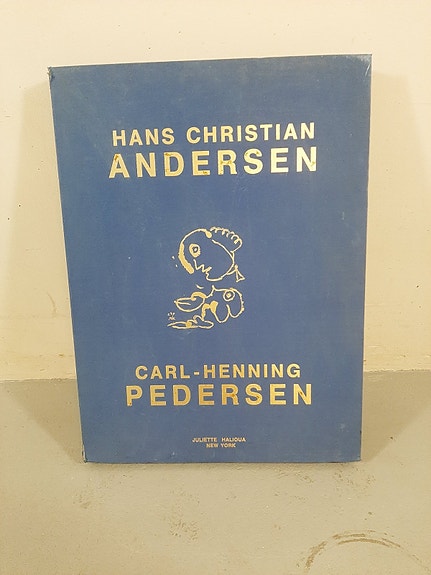 HANS CHRISTIAN
ANDERSEN
CARL-HENNING
PEDERSEN
JULIETTE HALIOUA
NEW YORK